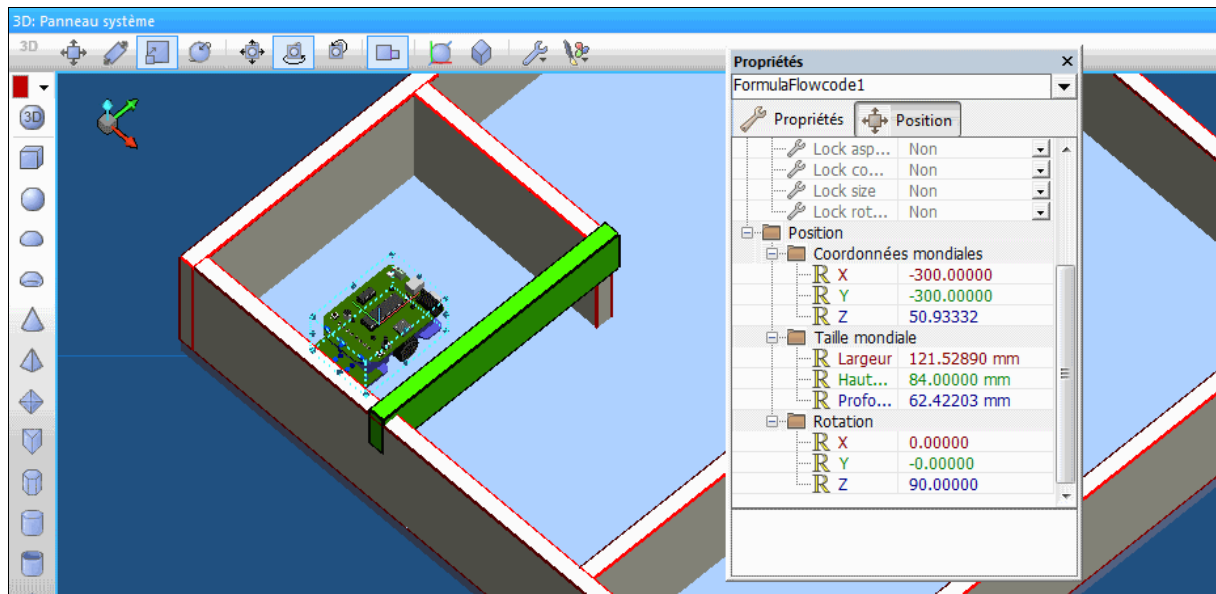 3D: Panneau système
3D
3D
Propriétés ×
FormulaFlowcode1
Propriétés Position
Lock asp... Non
Lock co... Non
Lock size Non
Lock rot... Non
Position
Coordonnées mondiales
R X -300.00000
R Y -300.00000
R Z 50.93332
Taille mondiale
R Largeur 121.52890 mm
R Haut... 84.00000 mm
R Profo... 62.42203 mm
Rotation
R X 0.00000
R Y -0.00000
R Z 90.00000